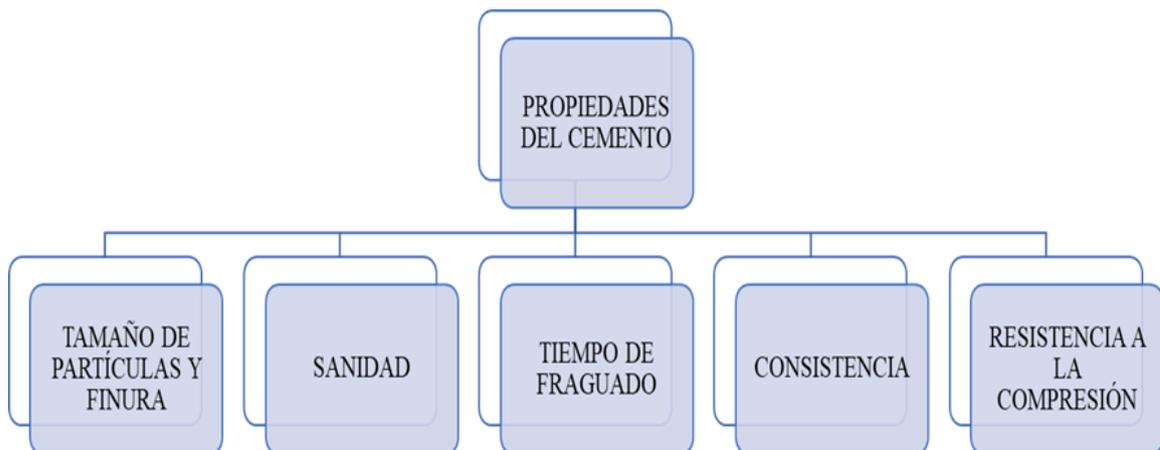 PROPIEDADES
DEL CEMENTO
TAMAÑO DE
PARTÍCULAS Y
FINURA
SANIDAD
TIEMPO DE
FRAGUADO
CONSISTENCIA
RESISTENCIA A
LA
COMPRESIÓN